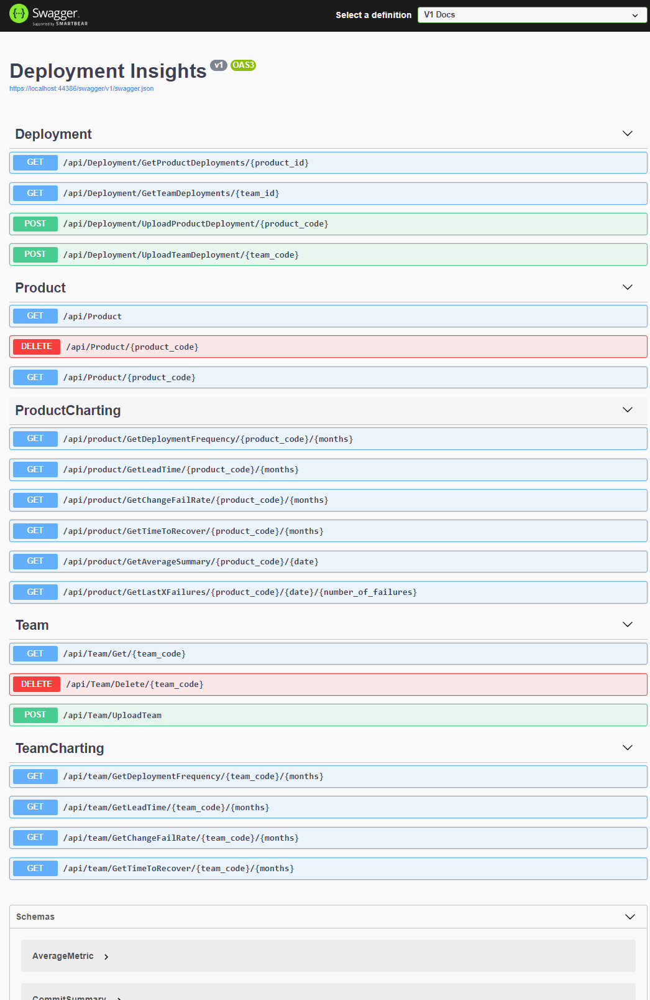 Swagger.
Supported by SMARTBEAR
Select a definition
V1 Docs
Deployment Insights v1 OAS3
https://localhost:44386/swagger/v1/swagger.json
Deployment
GET /api/Deployment/GetProductDeployments/{product_id}
GET /api/Deployment/GetTeamDeployments/{team_id}
POST /api/Deployment/UploadProductDeployment/{product_code}
POST /api/Deployment/UploadTeamDeployment/{team_code}
Product
GET /api/Product
DELETE /api/Product/{product_code}
GET /api/Product/{product_code}
ProductCharting
GET /api/product/GetDeploymentFrequency/{product_code}/{months}
GET /api/product/GetLeadTime/{product_code}/{months}
GET /api/product/GetChangeFailRate/{product_code}/{months}
GET /api/product/GetTimeToRecover/{product_code}/{months}
GET /api/product/GetAverageSummary/{product_code}/{date}
GET /api/product/GetLastXFailures/{product_code}/{date}/{number_of_failures}
Team
GET /api/Team/Get/{team_code}
DELETE /api/Team/Delete/{team_code}
POST /api/Team/UploadTeam
TeamCharting
GET /api/team/GetDeploymentFrequency/{team_code}/{months}
GET /api/team/GetLeadTime/{team_code}/{months}
GET /api/team/GetChangeFailRate/{team_code}/{months}
GET /api/team/GetTimeToRecover/{team_code}/{months}
Schemas
AverageMetric
CommitSummary